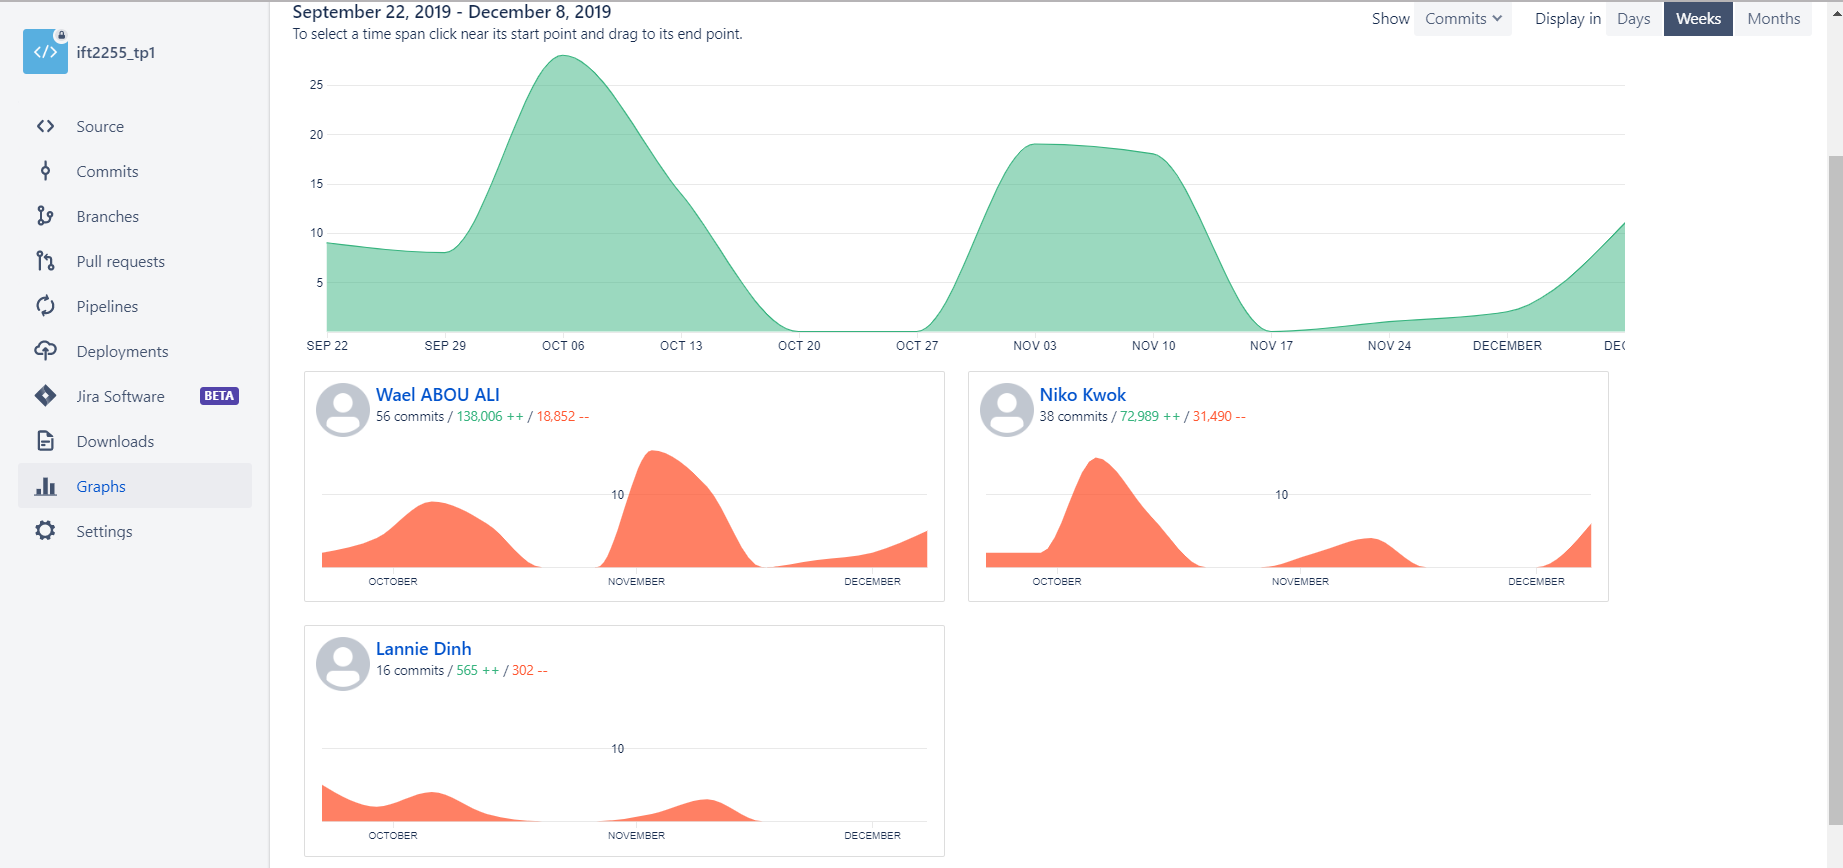 ift2255_tp1
Source
Commits
Branches
Pull requests
Pipelines
Deployments
Jira Software BETA
Downloads
Graphs
Settings
September 22, 2019 - December 8, 2019
To select a time span click near its start point and drag to its end point.
Show Commits Display in Days Weeks Months
25
20
15
10
5
SEP 22 SEP 29 OCT 06 OCT 13 OCT 20 OCT 27 NOV 03 NOV 10 NOV 17 NOV 24 DECEMBER DEC
Wael ABOU ALI
56 commits / 138,006 ++ / 18,852 --
10
OCTOBER NOVEMBER DECEMBER
Niko Kwok
38 commits / 72,989 ++ / 31,490 --
10
OCTOBER NOVEMBER DECEMBER
Lannie Dinh
16 commits / 565 ++ / 302 --
10
OCTOBER NOVEMBER DECEMBER